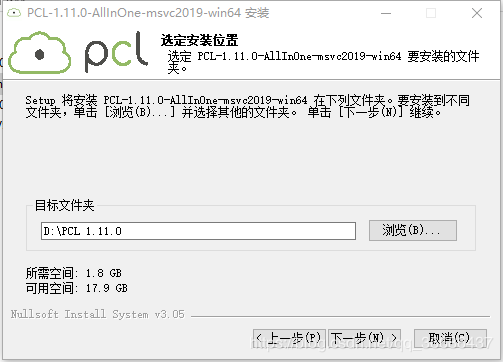 PCL-1.11.0-AllInOne-msvc2019-win64 安装
pcl
选定安装位置
选定 PCL-1.11.0-AllInOne-msvc2019-win64 要安装的文件
夹。
Setup 将安装 PCL-1.11.0-AllInOne-msvc2019-win64 在下列文件夹。要安装到不同
文件夹，单击 [浏览(B)...] 并选择其他的文件夹。 单击 [下一步(N)] 继续。
目标文件夹
D:\PCL 1.11.0
浏览(B)...
所需空间: 1.8 GB
可用空间: 17.9 GB
Nullsoft Install System v3.05
< 上一步(P)
下一步(N) >
取消(C)